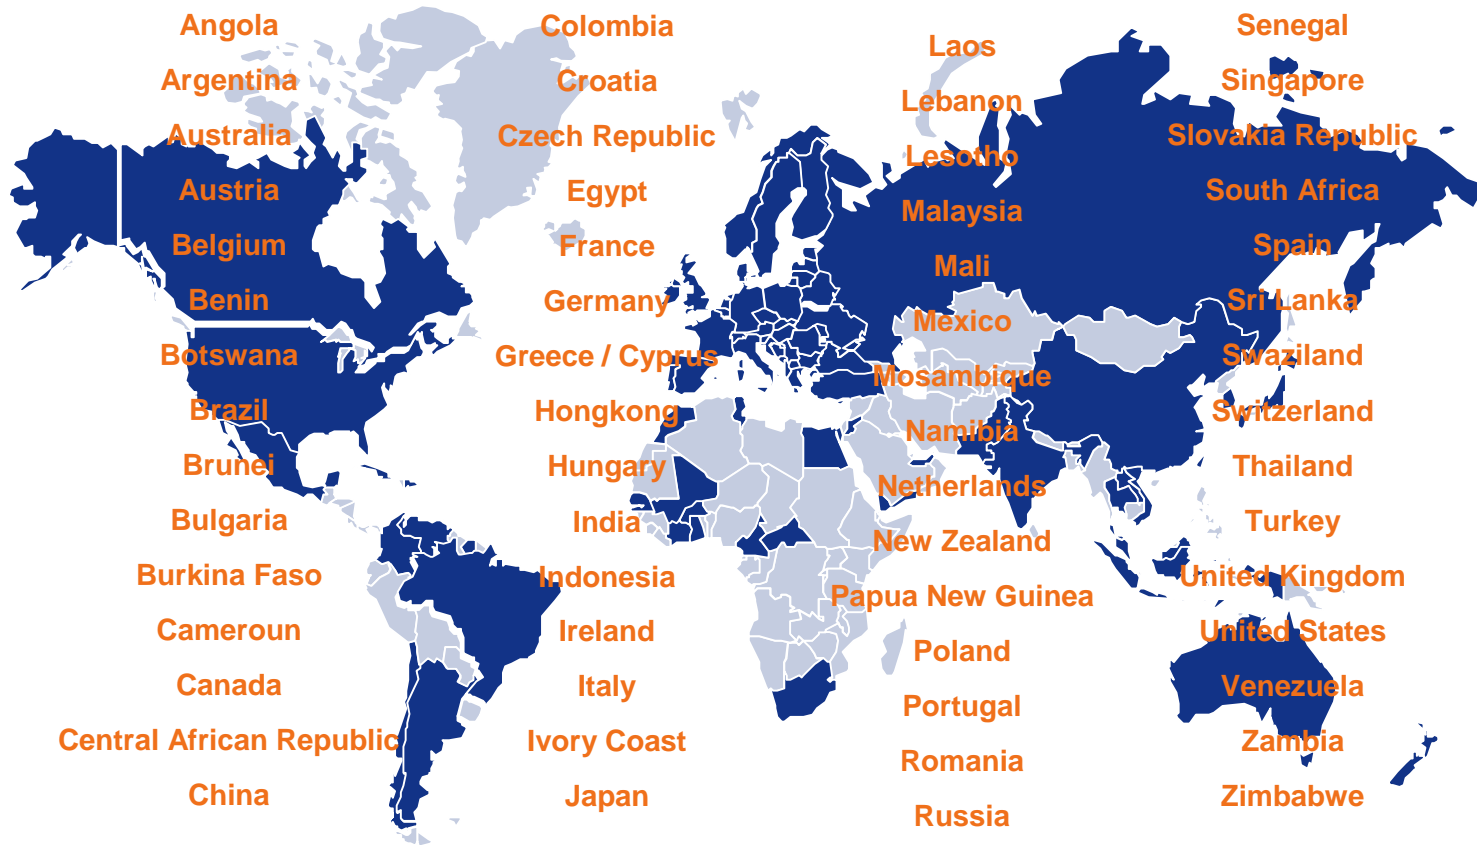 Angola
Argentina
Australia
Austria
Belgium
Benin
Botswana
Brazil
Brunei
Bulgaria
Burkina Faso
Cameroun
Canada
Central African Republic
China
Colombia
Croatia
Czech Republic
Egypt
France
Germany
Greece / Cyprus
Hongkong
Hungary
India
Indonesia
Ireland
Italy
Ivory Coast
Japan
Laos
Lebanon
Lesotho
Malaysia
Mali
Mexico
Mosambique
Namibia
Netherlands
New Zealand
Papua New Guinea
Poland
Portugal
Romania
Russia
Senegal
Singapore
Slovakia Republic
South Africa
Spain
Sri Lanka
Swaziland
Switzerland
Thailand
Turkey
United Kingdom
United States
Venezuela
Zambia
Zimbabwe